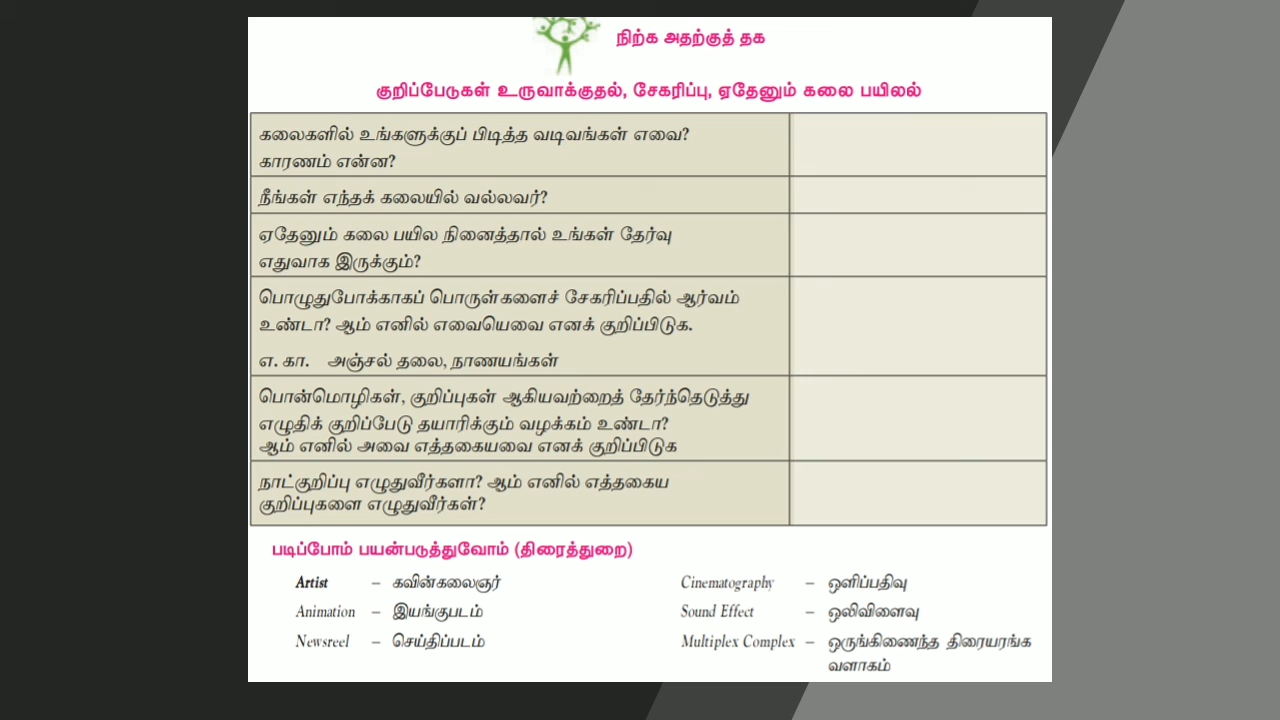 நிற்க அதற்குத் தக
குறிப்பேடுகள் உருவாக்குதல், சேகரிப்பு, ஏதேனும் கலை பயிலல்
கலைகளில் உங்களுக்குப் பிடித்த வடிவங்கள் எவை?
காரணம் என்ன?
நீங்கள் எந்தக் கலையில் வல்லவர்?
ஏதேனும் கலை பயில நினைத்தால் உங்கள் தேர்வு
எதுவாக இருக்கும்?
பொழுதுபோக்காகப் பொருள்களைச் சேகரிப்பதில் ஆர்வம்
உண்டா? ஆம் எனில் எவையெவை எனக் குறிப்பிடுக.
எ. கா. அஞ்சல் தலை, நாணயங்கள்
பொன்மொழிகள், குறிப்புகள் ஆகியவற்றைத் தேர்ந்தெடுத்து
எழுதிக் குறிப்பேடு தயாரிக்கும் வழக்கம் உண்டா?
ஆம் எனில் அவை எத்தகையவை எனக் குறிப்பிடுக
நாட்குறிப்பு எழுதுவீர்களா? ஆம் எனில் எத்தகைய
குறிப்புகளை எழுதுவீர்கள்?
படிப்போம் பயன்படுத்துவோம் (திரைத்துறை)
Artist – கவின்கலைஞர்
Cinematography – ஒளிப்பதிவு
Animation – இயங்குபடம்
Sound Effect – ஒலிவிளைவு
Newsreel – செய்திப்படம்
Multiplex Complex – ஒருங்கிணைந்த திரையரங்க
வளாகம்